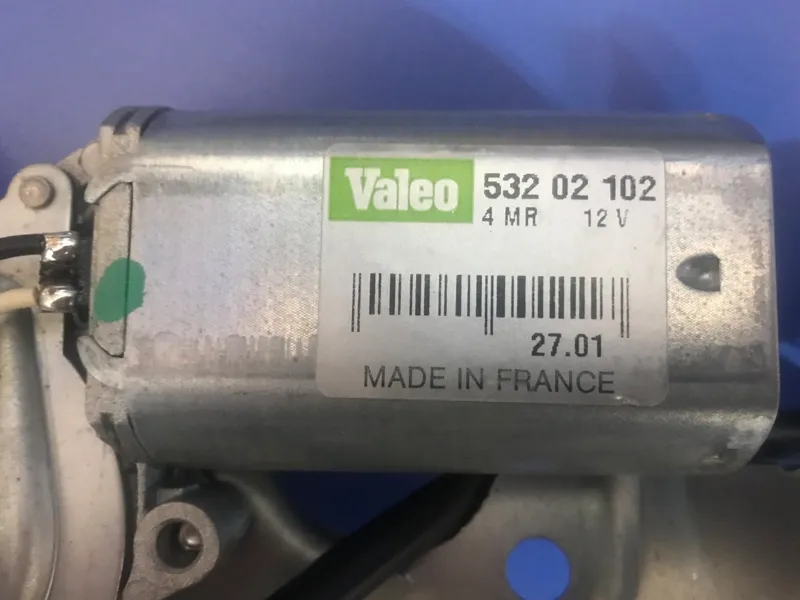 Valeo 532 02 102
4 MR 12 V
27.01
MADE IN FRANCE